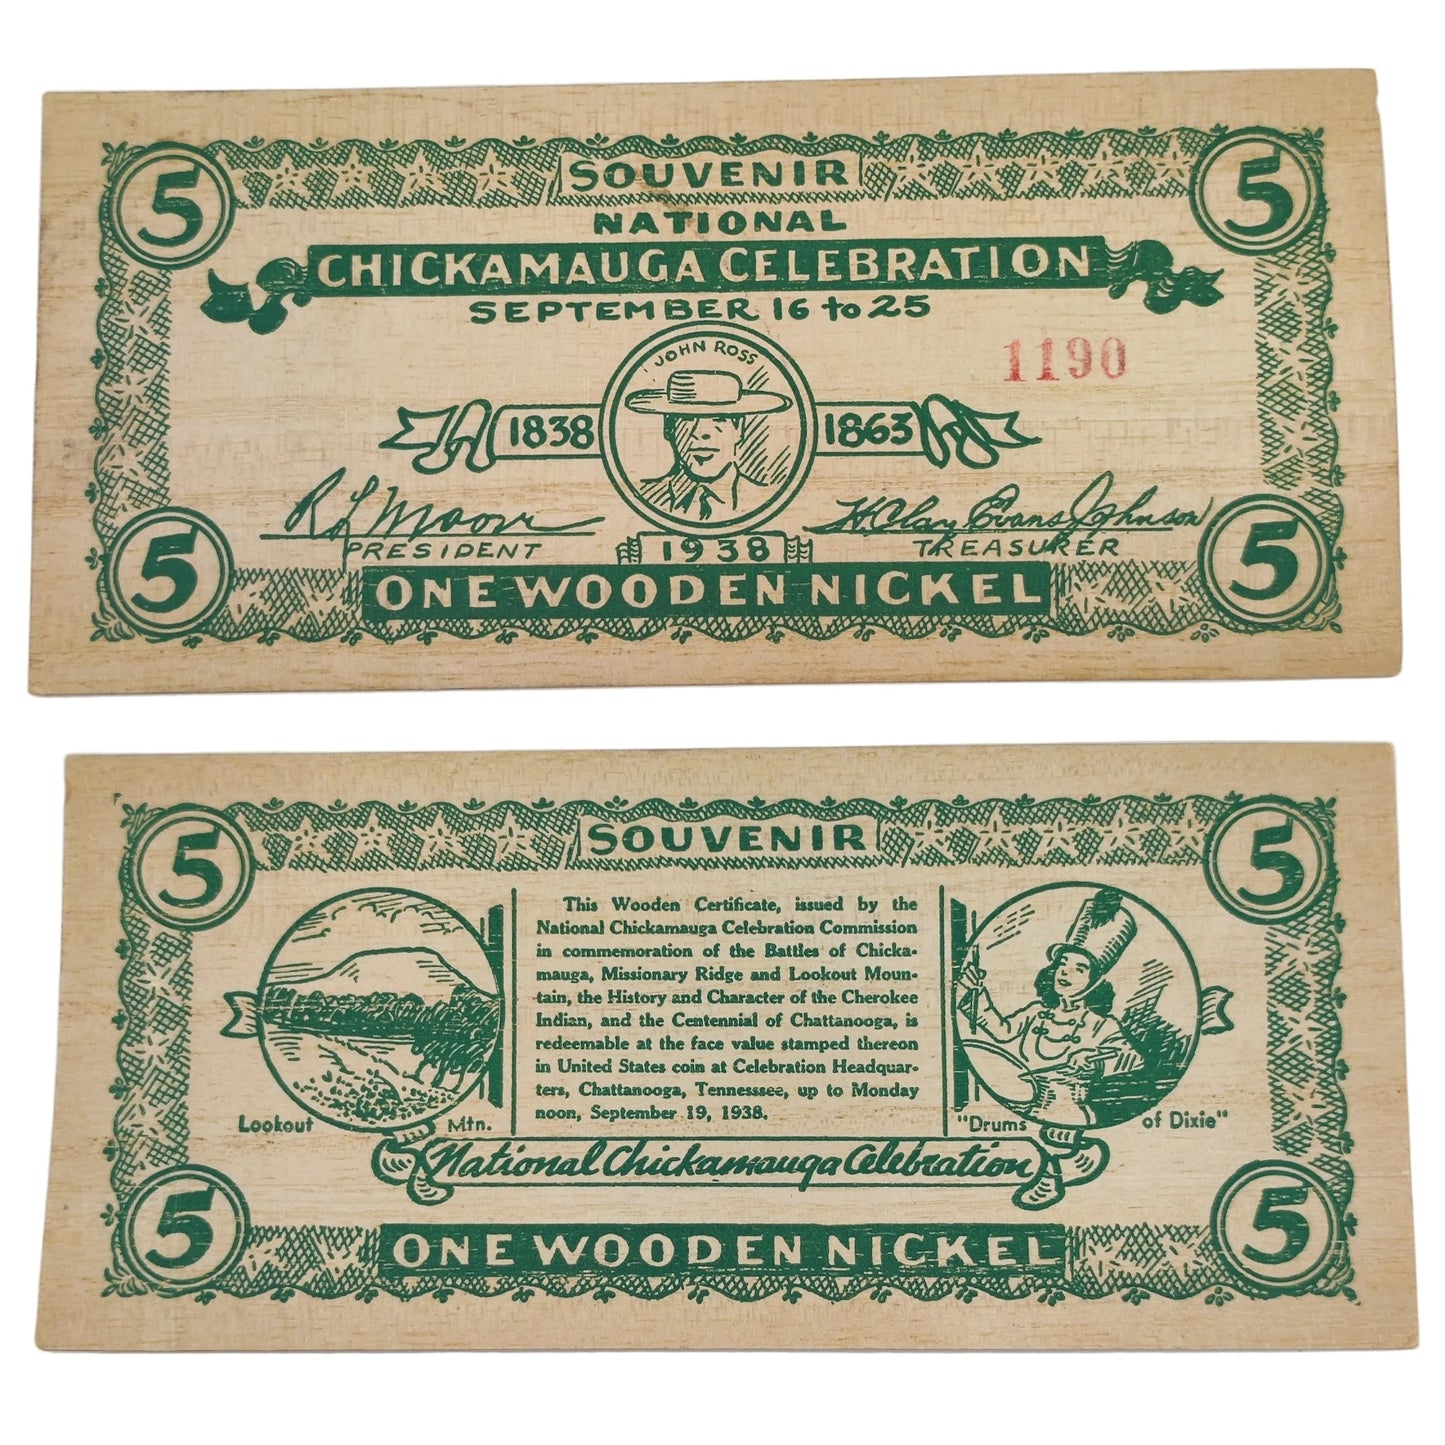 5 5
SOUVENIR
NATIONAL
CHICKAMAUGA CELEBRATION
SEPTEMBER 16 to 25
1190
JOHN ROSS
1838 1863
R L Moore H. Clay Evans Johnson
PRESIDENT TREASURER
1938
5 5
ONE WOODEN NICKEL
5 5
SOUVENIR
This Wooden Certificate, issued by the
National Chickamauga Celebration Commission
in commemoration of the Battles of Chicka-
mauga, Missionary Ridge and Lookout Moun-
tain, the History and Character of the Cherokee
Indian, and the Centennial of Chattanooga, is
redeemable at the face value stamped thereon
in United States coin at Celebration Headquar-
ters, Chattanooga, Tennesssee, up to Monday
noon, September 19, 1938.
Lookout Mtn.
"Drums of Dixie"
National Chickamauga Celebration
5 5
ONE WOODEN NICKEL